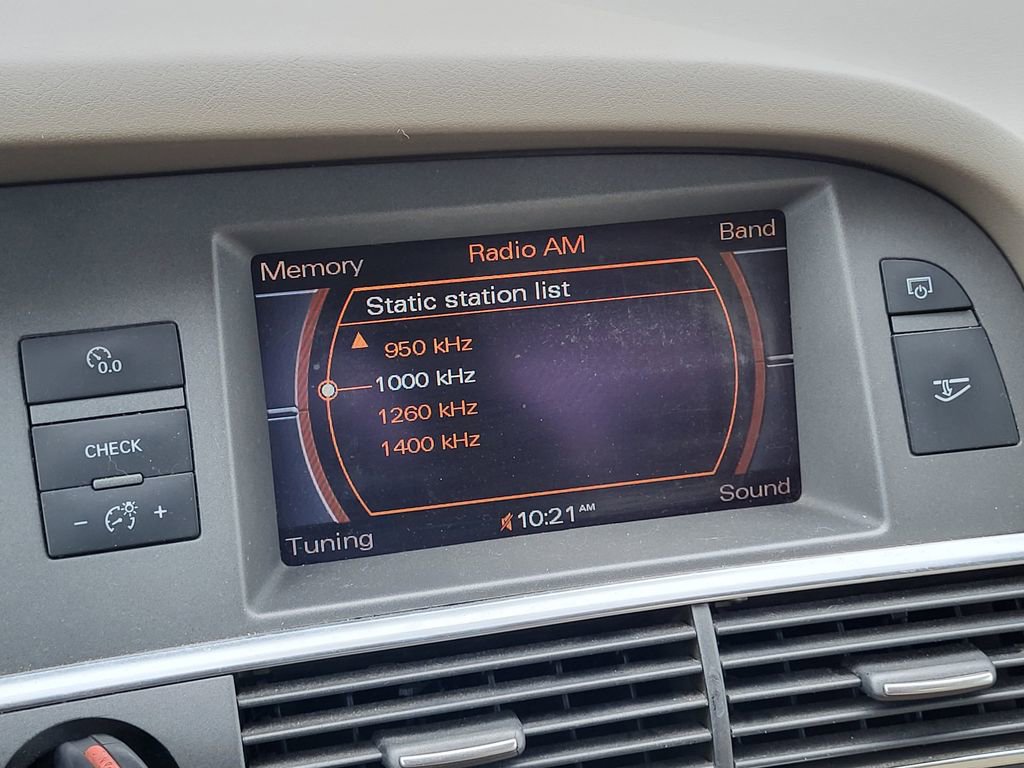 Memory
Radio AM
Band
Static station list
950 kHz
1000 kHz
1260 kHz
1400 kHz
Tuning
10:21 AM
Sound
0.0
CHECK
- +